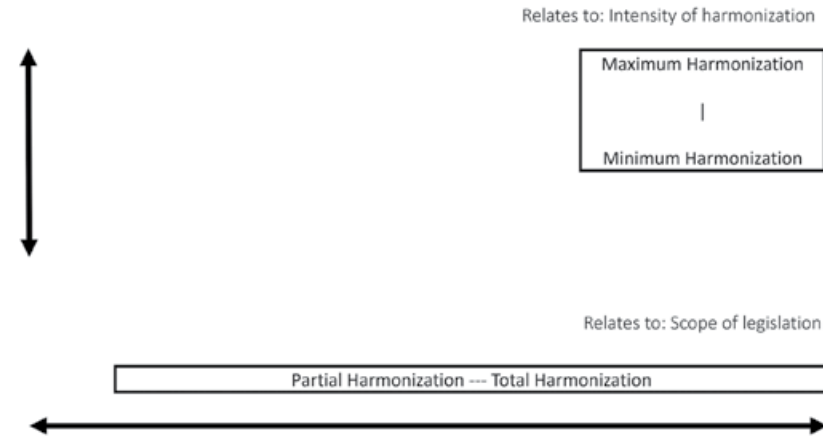 Relates to: Intensity of harmonization
Maximum Harmonization
|
Minimum Harmonization
Relates to: Scope of legislation
Partial Harmonization --- Total Harmonization